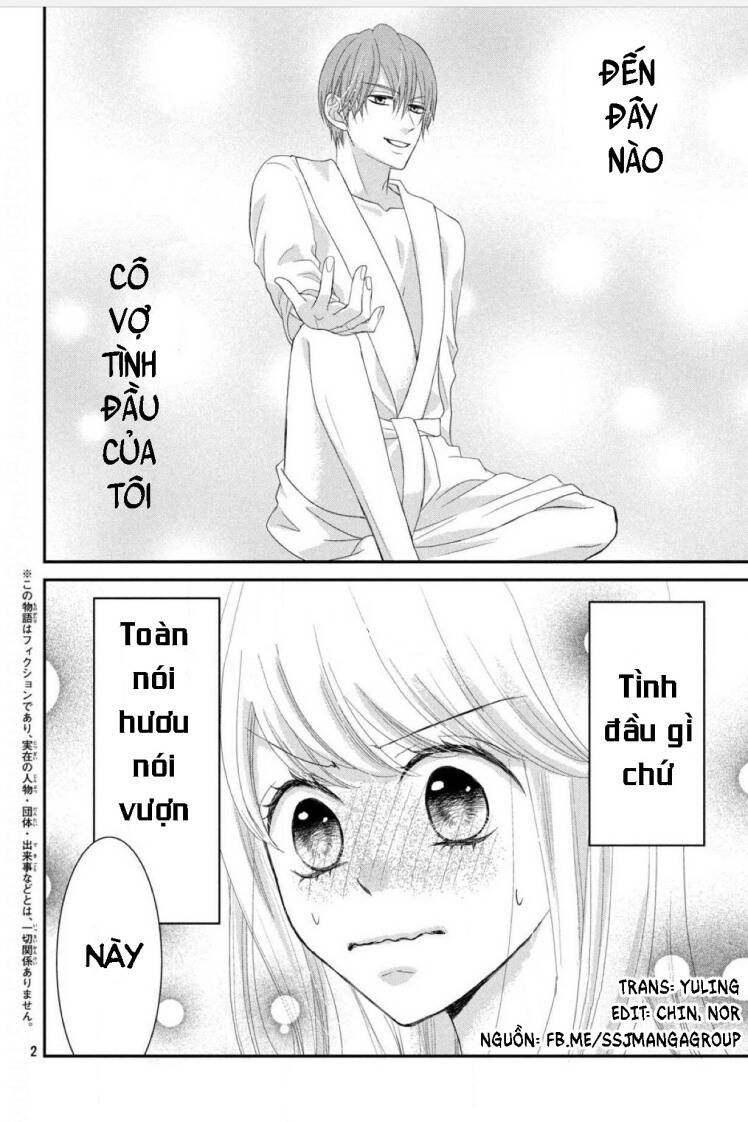 ĐẾN
ĐÂY
NÀO
CÔ
VỢ
TÌNH
ĐẦU
CỦA
TÔI
Tình
đầu gì
chứ
Toàn
nói
hươu
nói
vượn
NÀY
※この物語はフィクションであり、実在の人物・団体・出来事などとは、一切関係ありません。
TRANS: YULING
EDIT: CHIN, NOR
NGUỒN: FB.ME/SSJMANGAGROUP
2